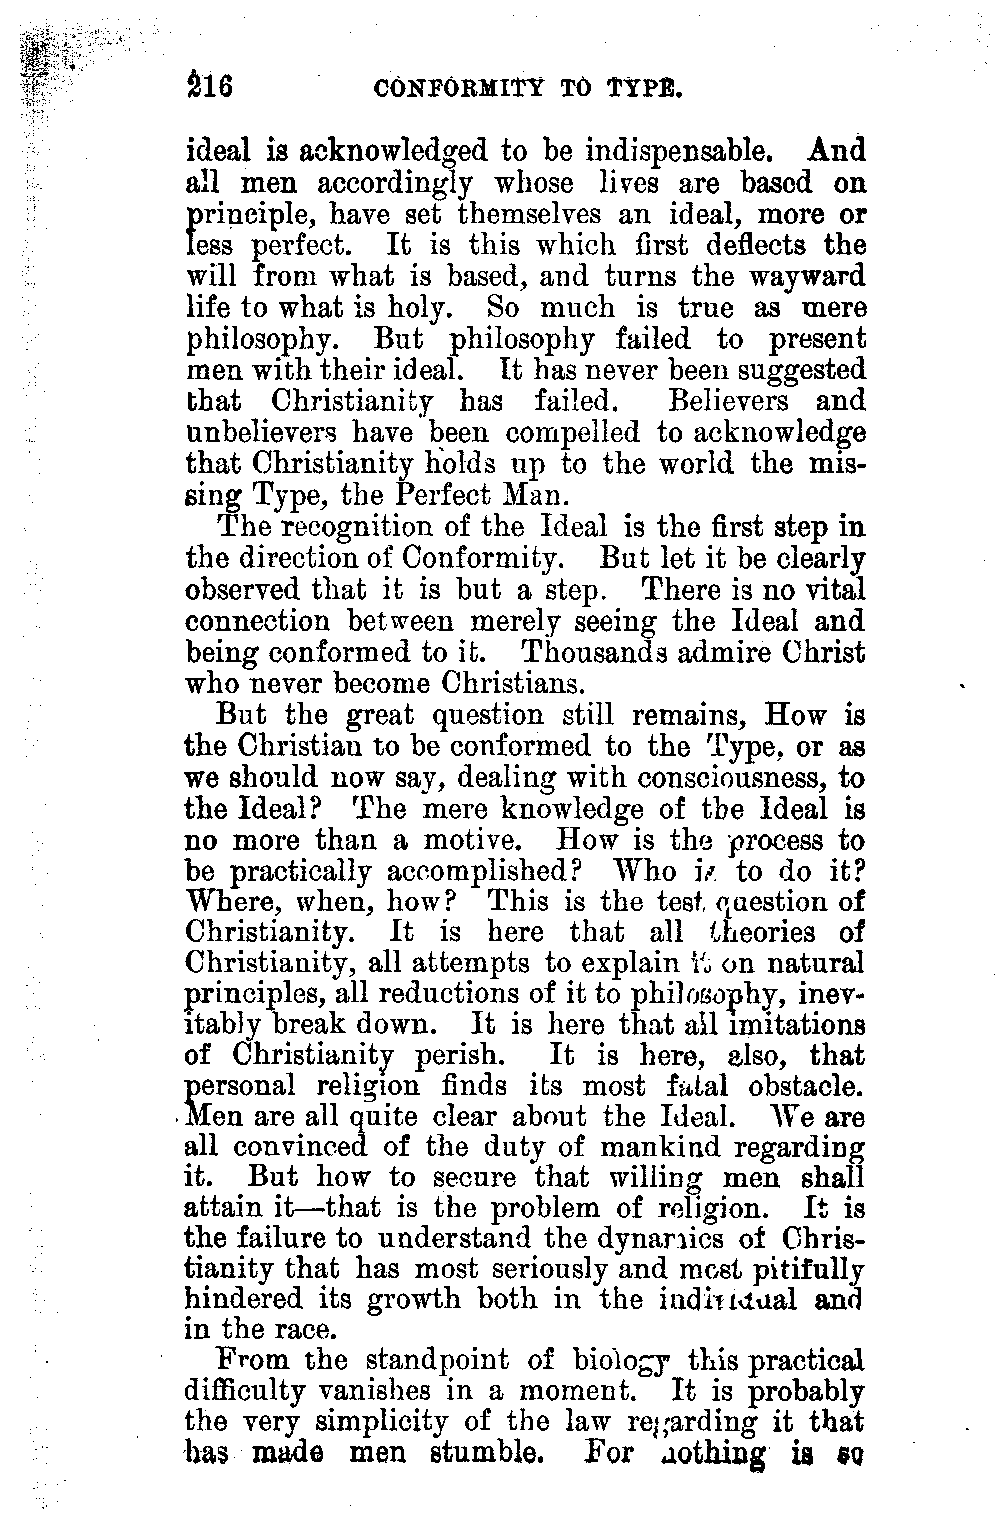 216 CONFORMITY TO TYPE.
ideal is acknowledged to be indispensable. And
all men accordingly whose lives are based on
principle, have set themselves an ideal, more or
less perfect. It is this which first deflects the
will from what is based, and turns the wayward
life to what is holy. So much is true as mere
philosophy. But philosophy failed to present
men with their ideal. It has never been suggested
that Christianity has failed. Believers and
unbelievers have been compelled to acknowledge
that Christianity holds up to the world the mis-
sing Type, the Perfect Man.
The recognition of the Ideal is the first step in
the direction of Conformity. But let it be clearly
observed that it is but a step. There is no vital
connection between merely seeing the Ideal and
being conformed to it. Thousands admire Christ
who never become Christians.
But the great question still remains, How is
the Christian to be conformed to the Type, or as
we should now say, dealing with consciousness, to
the Ideal? The mere knowledge of the Ideal is
no more than a motive. How is the process to
be practically accomplished? Who is to do it?
Where, when, how? This is the test question of
Christianity. It is here that all theories of
Christianity, all attempts to explain it on natural
principles, all reductions of it to philosophy, inev-
itably break down. It is here that all imitations
of Christianity perish. It is here, also, that
personal religion finds its most fatal obstacle.
Men are all quite clear about the Ideal. We are
all convinced of the duty of mankind regarding
it. But how to secure that willing men shall
attain it—that is the problem of religion. It is
the failure to understand the dynamics of Chris-
tianity that has most seriously and most pitifully
hindered its growth both in the individual and
in the race.
From the standpoint of biology this practical
difficulty vanishes in a moment. It is probably
the very simplicity of the law regarding it that
has made men stumble. For nothing is so